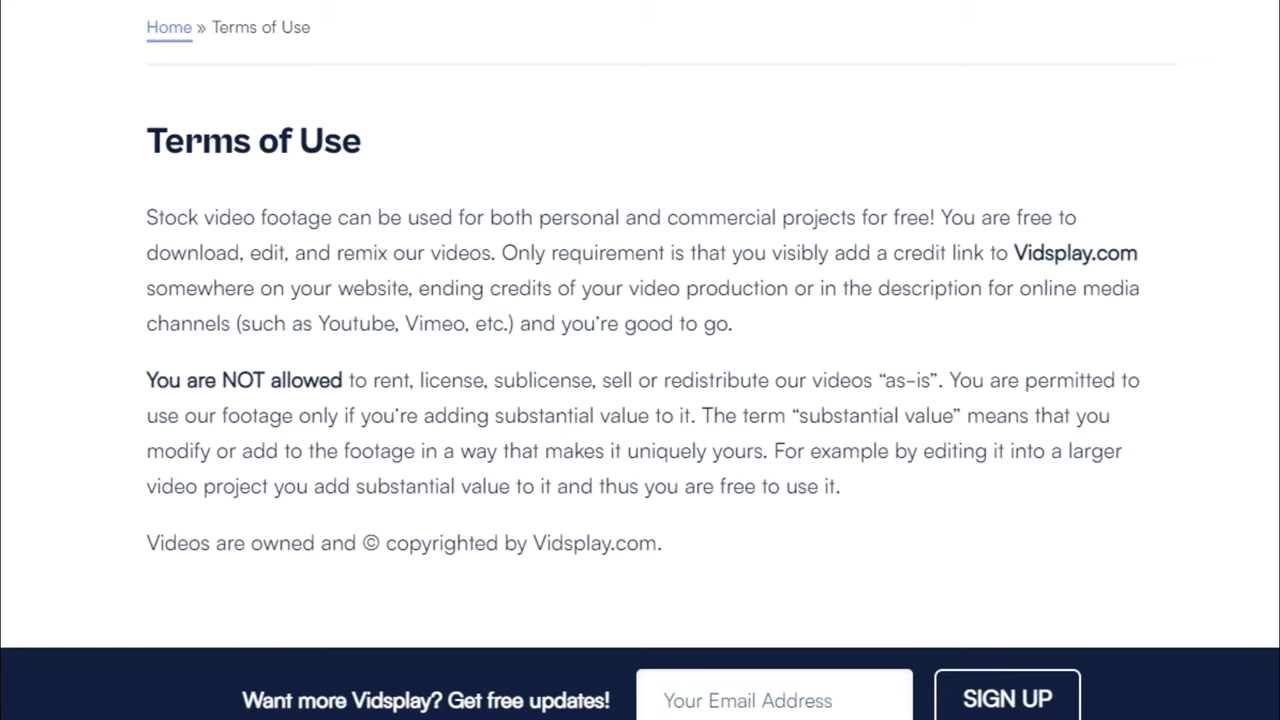 Home » Terms of Use
Terms of Use
Stock video footage can be used for both personal and commercial projects for free! You are free to
download, edit, and remix our videos. Only requirement is that you visibly add a credit link to Vidsplay.com
somewhere on your website, ending credits of your video production or in the description for online media
channels (such as Youtube, Vimeo, etc.) and you’re good to go.
You are NOT allowed to rent, license, sublicense, sell or redistribute our videos “as-is”. You are permitted to
use our footage only if you’re adding substantial value to it. The term “substantial value” means that you
modify or add to the footage in a way that makes it uniquely yours. For example by editing it into a larger
video project you add substantial value to it and thus you are free to use it.
Videos are owned and © copyrighted by Vidsplay.com.
Want more Vidsplay? Get free updates! Your Email Address SIGN UP